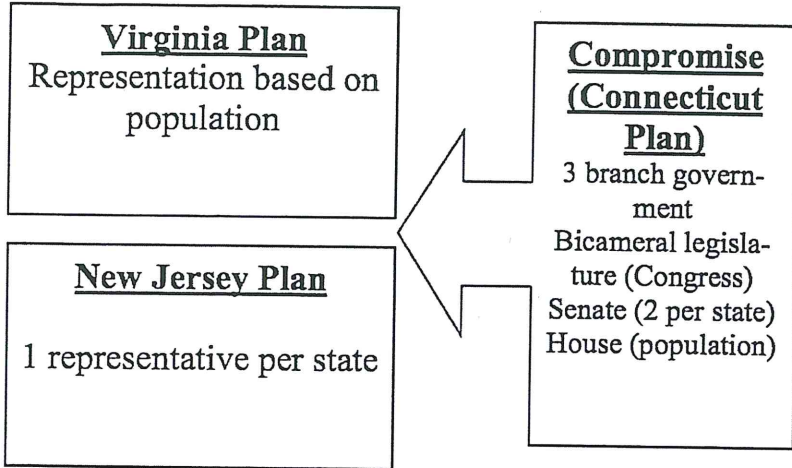 Virginia Plan
Representation based on
population
New Jersey Plan
1 representative per state
Compromise
(Connecticut
Plan)
3 branch govern-
ment
Bicameral legisla-
ture (Congress)
Senate (2 per state)
House (population)